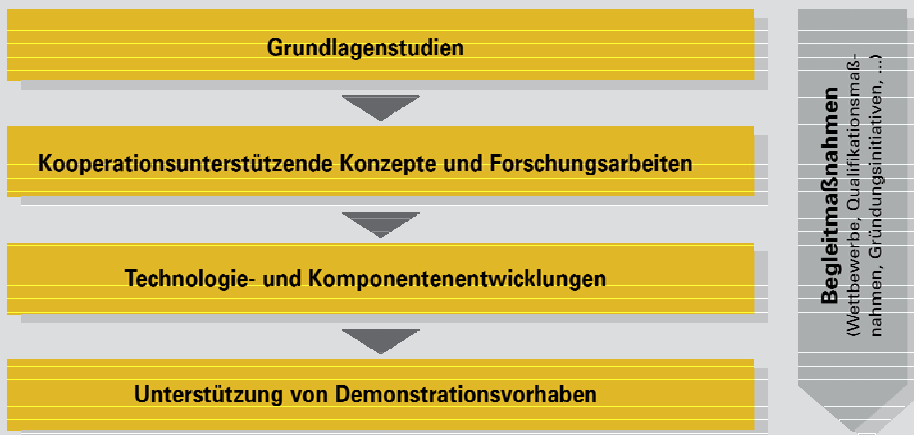 Grundlagenstudien
Kooperationsunterstützende Konzepte und Forschungsarbeiten
Technologie- und Komponentenentwicklungen
Unterstützung von Demonstrationsvorhaben
Begleitmaßnahmen
(Wettbewerbe, Qualifikationsmaß-
nahmen, Gründungsinitiativen, ...)